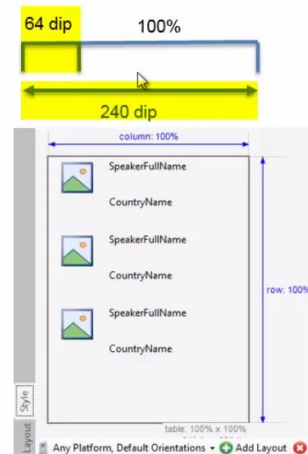 64 dip 100%
240 dip
column: 100%
SpeakerFullName
CountryName
SpeakerFullName
CountryName
row: 100%
SpeakerFullName
CountryName
Style
Layout
table: 100% x 100%
Any Platform, Default Orientations Add Layout